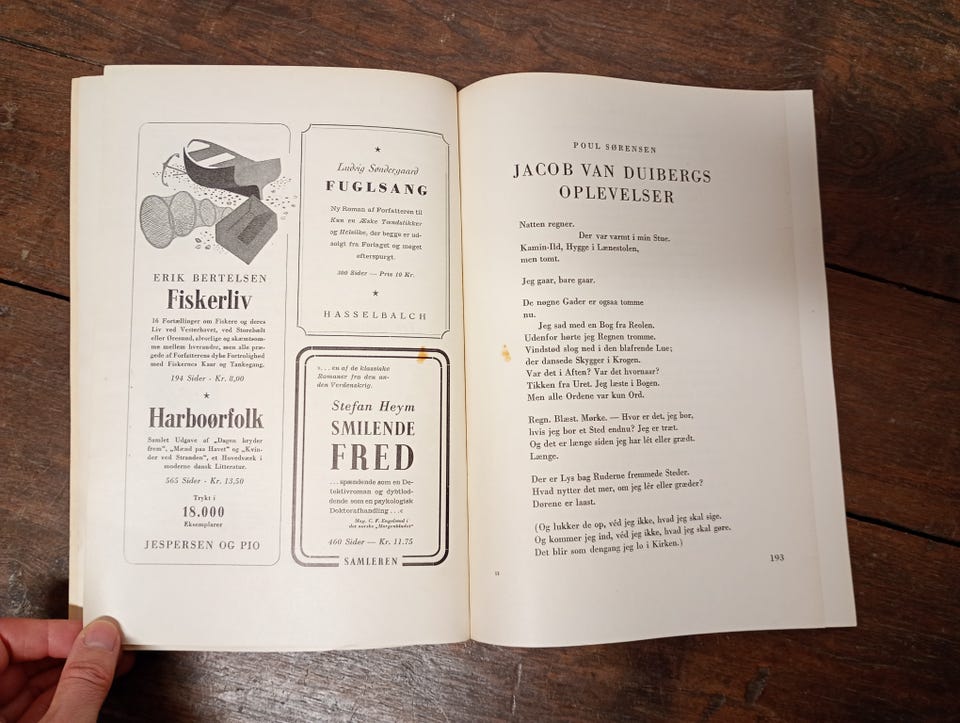 ERIK BERTELSEN
Fiskerliv
16 Fortællinger om Fiskere og deres
Liv ved Vesterhavet, ved Storebælt
eller Øresund, alvorlige og skæmtsom-
me mellem hverandre, men alle præ-
gede af Forfatterens dybe Fortrolighed
med Fiskernes Kaar og Tankegang.
194 Sider - Kr. 8,00
★
Harboørfolk
Samlet Udgave af „Dagen bryder
frem”, „Mænd paa Havet” og „Kvin-
der ved Stranden”, et Hovedværk i
moderne dansk Litteratur.
565 Sider - Kr. 13,50
Trykt i
18.000
Eksemplarer
JESPERSEN OG PIO
★
Ludvig Søndergaard
FUGLSANG
Ny Roman af Forfatteren til
Kun en Æske Tændstikker
og Helsike, der begge er ud-
solgt fra Forlaget og meget
efterspurgt.
300 Sider — Pris 10 Kr.
★
HASSELBALCH
»... en af de klassiske
Romaner fra den an-
den Verdenskrig.
Stefan Heym
SMILENDE
FRED
... spændende som en De-
tektivroman og dybtlod-
dende som en psykologisk
Doktorafhandling ...«
Mag. C. F. Engelstad i
det norske „Morgenbladet”
460 Sider — Kr. 11.75
SAMLEREN
POUL SØRENSEN
JACOB VAN DUIBERGS
OPLEVELSER
Natten regner.
Der var varmt i min Stue.
Kamin-Ild, Hygge i Lænestolen,
men tomt.
Jeg gaar, bare gaar.
De nøgne Gader er ogsaa tomme
nu.
Jeg sad med en Bog fra Reolen.
Udenfor hørte jeg Regnen tromme.
Vindstød slog ned i den blafrende Lue;
der dansede Skygger i Krogen.
Var det i Aften? Var det hvornaar?
Tikken fra Uret. Jeg læste i Bogen.
Men alle Ordene var kun Ord.
Regn. Blæst. Mørke. — Hvor er det, jeg bor,
hvis jeg bor et Sted endnu? Jeg er træt.
Og det er længe siden jeg har lét eller grædt.
Længe.
Der er Lys bag Ruderne fremmede Steder.
Hvad nytter det mer, om jeg lér eller græder?
Dørene er laast.
(Og lukker de op, véd jeg ikke, hvad jeg skal sige.
Og kommer jeg ind, véd jeg ikke, hvad jeg skal gøre.
Det blir som dengang jeg lo i Kirken.)
193